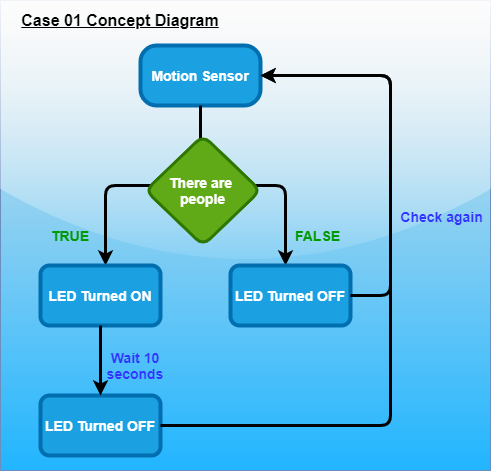 Case 01 Concept Diagram
Motion Sensor
There are
people
TRUE
FALSE
Check again
LED Turned ON
LED Turned OFF
Wait 10
seconds
LED Turned OFF